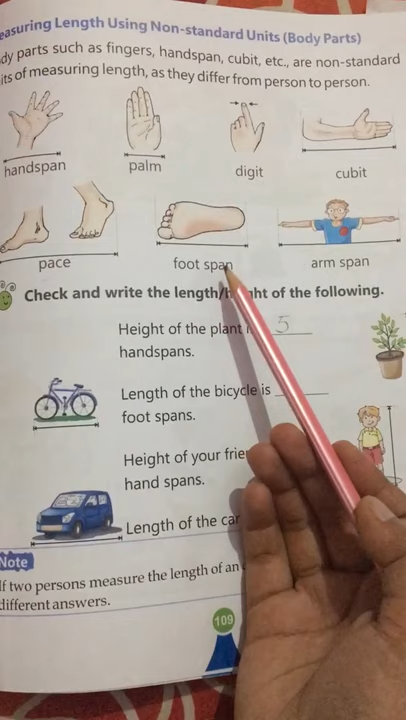 easuring Length Using Non-standard Units (Body Parts)
dy parts such as fingers, handspan, cubit, etc., are non-standard
its of measuring length, as they differ from person to person.
handspan palm digit cubit
pace foot span arm span
Check and write the length/h ght of the following.
Height of the plant i 5
handspans.
Length of the bicycle is
foot spans.
Height of your frie
hand spans.
Length of the car
Note
If two persons measure the length of an
different answers.
109